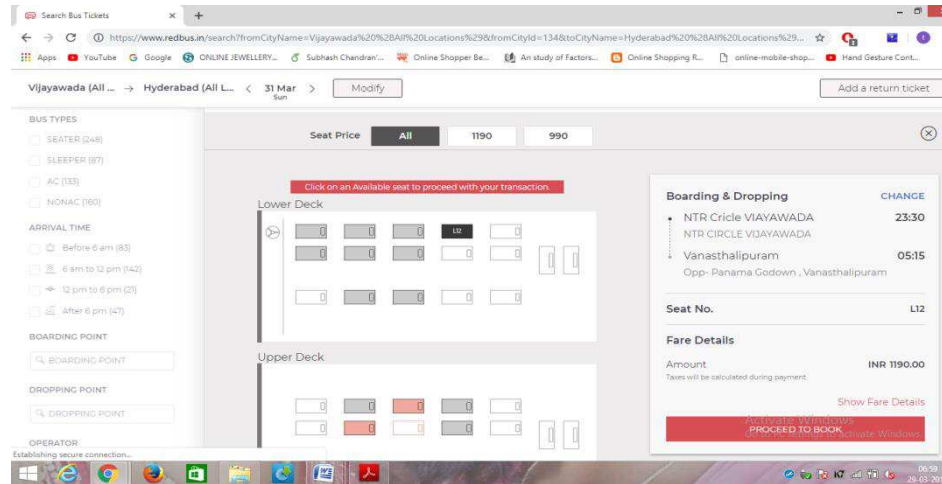 Search Bus Tickets
https://www.redbus.in/search?fromCityName=Vijayawada%20%28All%20Locations%29&fromCityId=134&toCityName=Hyderabad%20%28All%20Locations%29...
Apps YouTube Google ONLINE JEWELLERY... Subhash Chandran'... Online Shopper Be... An study of Factors... Online Shopping R... online-mobile-shop... Hand Gesture Cont...
Vijayawada (All ... → Hyderabad (All L... < 31 Mar > Modify Add a return ticket
Sun
BUS TYPES
SEATER (248)
SLEEPER (87)
AC (133)
NONAC (160)
ARRIVAL TIME
Before 6 am (83)
6 am to 12 pm (142)
12 pm to 6 pm (21)
After 6 pm (47)
BOARDING POINT
BOARDING POINT
DROPPING POINT
DROPPING POINT
OPERATOR
Establishing secure connection...
Seat Price All 1190 990
Click on an Available seat to proceed with your transaction.
Lower Deck
L12
Upper Deck
Boarding & Dropping CHANGE
NTR Cricle VIAYAWADA 23:30
NTR CIRCLE VIJAYAWADA
Vanasthalipuram 05:15
Opp- Panama Godown , Vanasthalipuram
Seat No. L12
Fare Details
Amount INR 1190.00
Taxes will be calculated during payment
Show Fare Details
PROCEED TO BOOK
Activate Windows
Go to PC settings to activate Windows.
06:59